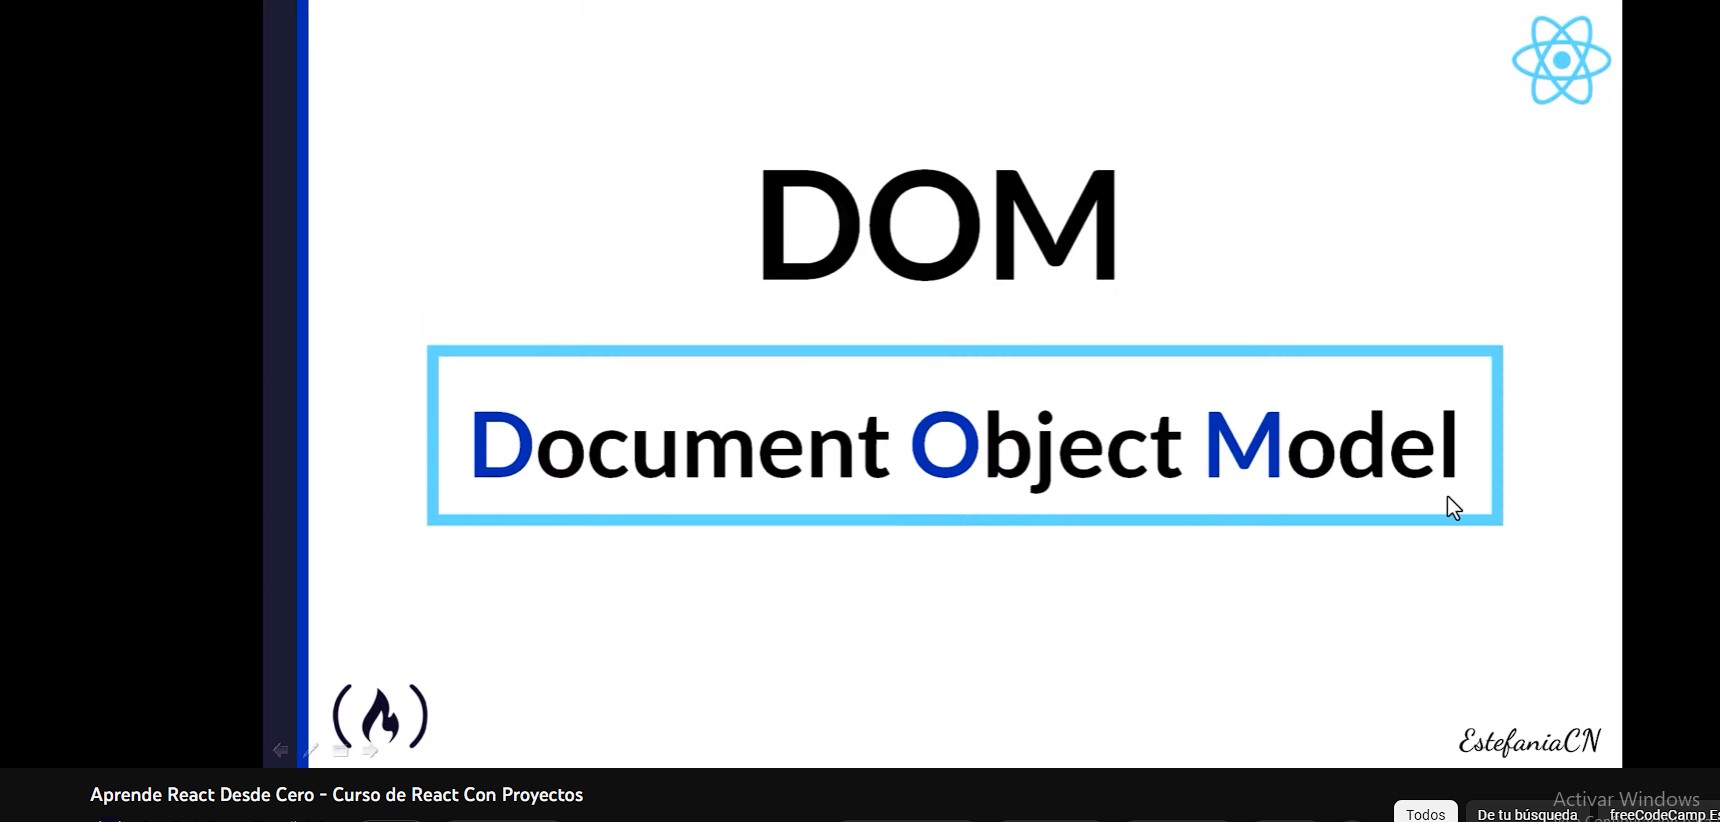 DOM
Document Object Model
EstefaniaCN
Aprende React Desde Cero - Curso de React Con Proyectos
Activar Windows
Todos
De tu búsqueda
freeCodeCamp Es